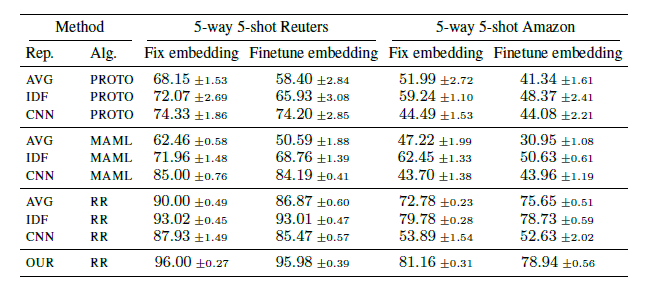 Method 5-way 5-shot Reuters 5-way 5-shot Amazon
Rep. Alg. Fix embedding Finetune embedding Fix embedding Finetune embedding
AVG PROTO 68.15 ±1.53 58.40 ±2.84 51.99 ±2.72 41.34 ±1.61
IDF PROTO 72.07 ±2.69 65.93 ±3.08 59.24 ±1.10 48.37 ±2.41
CNN PROTO 74.33 ±1.86 74.20 ±2.85 44.49 ±1.53 44.08 ±2.21
AVG MAML 62.46 ±0.58 50.59 ±1.88 47.22 ±1.99 30.95 ±1.08
IDF MAML 71.96 ±1.48 68.76 ±1.39 62.45 ±1.33 50.63 ±0.61
CNN MAML 85.00 ±0.76 84.19 ±0.41 43.70 ±1.38 43.96 ±1.19
AVG RR 90.00 ±0.49 86.87 ±0.60 72.78 ±0.23 75.65 ±0.51
IDF RR 93.02 ±0.45 93.01 ±0.47 79.78 ±0.28 78.73 ±0.59
CNN RR 87.93 ±1.49 85.47 ±0.57 53.89 ±1.54 52.63 ±2.02
OUR RR 96.00 ±0.27 95.98 ±0.39 81.16 ±0.31 78.94 ±0.56